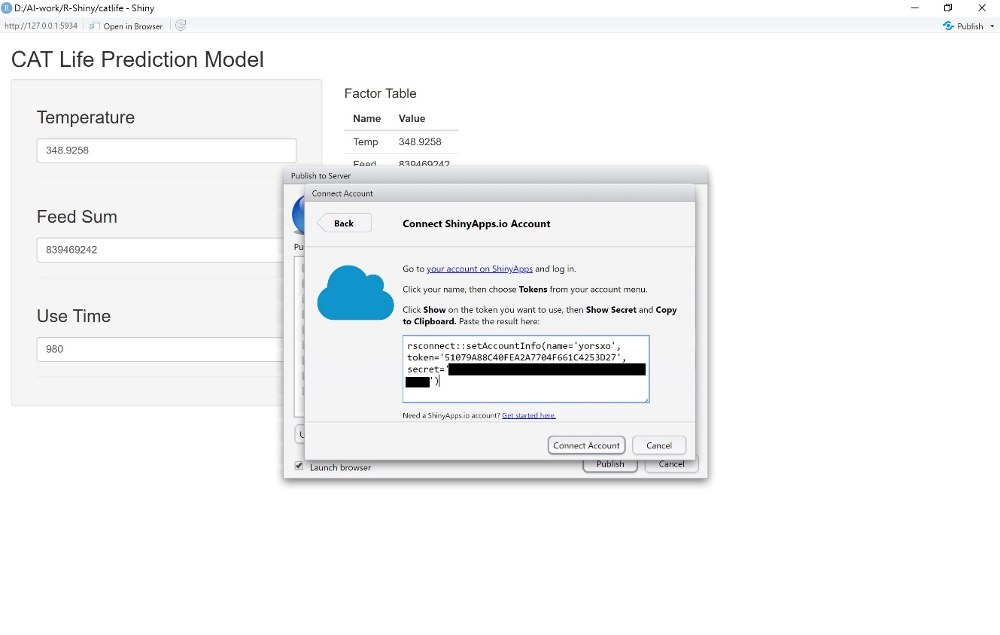 D:/AI-work/R-Shiny/catlife - Shiny
http://127.0.0.1:5934 Open in Browser Publish
CAT Life Prediction Model
Temperature
348.9258
Feed Sum
839469242
Use Time
980
Factor Table
Name Value
Temp 348.9258
Feed 839469242
Publish to Server
Connect Account
Back
Connect ShinyApps.io Account
Pu
Go to your account on ShinyApps and log in.
Click your name, then choose Tokens from your account menu.
Click Show on the token you want to use, then Show Secret and Copy
to Clipboard. Paste the result here:
rsconnect::setAccountInfo(name='yorsxo',
token='51079A88C40FEA2A7704F661C4253D27',
secret='
')
Need a ShinyApps.io account? Get started here.
Connect Account Cancel
Launch browser
Publish Cancel